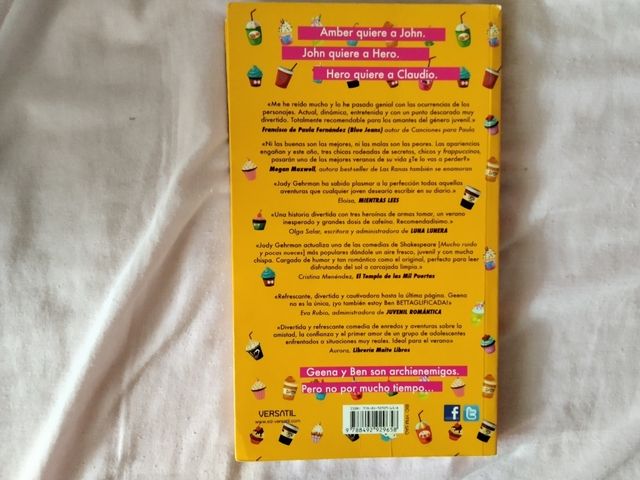 Amber quiere a John.
John quiere a Hero.
Hero quiere a Claudio.
«Me he reído mucho y lo he pasado genial con las ocurrencias de los
personajes. Actual, dinámica, entretenida y con un punto descarado muy
divertido. Totalmente recomendable para los amantes del género juvenil.»
Francisco de Paula Fernández (Blue Jeans) autor de Canciones para Paula
«Ni las buenas son las mejores, ni las malas son las peores. Las apariencias
engañan y este año, tres chicas rodeadas de secretos, chicos y frappuccinos,
pasarán uno de los mejores veranos de su vida ¿Te lo vas a perder?»
Megan Maxwell, autora best-seller de Las Ranas también se enamoran
«Jody Gehrman ha sabido plasmar a la perfección todas aquellas
aventuras que cualquier joven desearía escribir en su diario.»
Eloisa, MIENTRAS LEES
«Una historia divertida con tres heroínas de armas tomar, un verano
inesperado y grandes dosis de cafeína. Recomendadísimo.»
Olga Salar, escritora y administradora de LUNA LUNERA
«Jody Gehrman actualiza una de las comedias de Shakespeare [Mucho ruido
y pocas nueces] más populares dándole un aire fresco, juvenil y con mucha
chispa. Cargado de humor y tan romántico como el original, perfecto para leer
disfrutando del sol a carcajada limpia.»
Cristina Menéndez, El Templo de las Mil Puertas
«Refrescante, divertida y cautivadora hasta la última página. Geena
no es la única, ¡yo también estoy Ben BETTAGLIFICADA!»
Eva Rubio, administradora de JUVENIL ROMÁNTICA
«Divertida y refrescante comedia de enredos y aventuras sobre la
amistad, la confianza y el primer amor de un grupo de adolescentes
enfrentados a situaciones muy reales. Ideal para el verano»
Aurora, Librería Maite Libros
Geena y Ben son archienemigos.
Pero no por mucho tiempo...
VERSATIL
www.ed-versatil.com
9 788492 929658
f
t